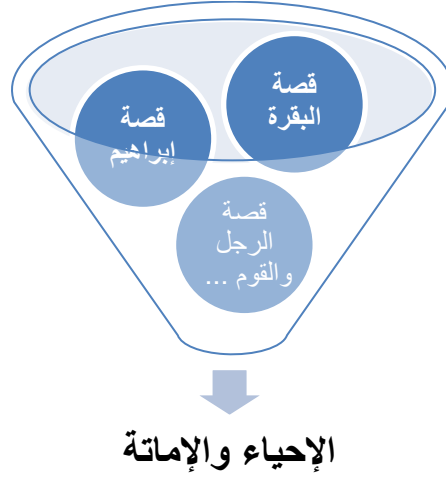 قصة
البقرة
قصة
إبراهيم
قصة
الرجل
والقوم ...
الإحياء والإماتة